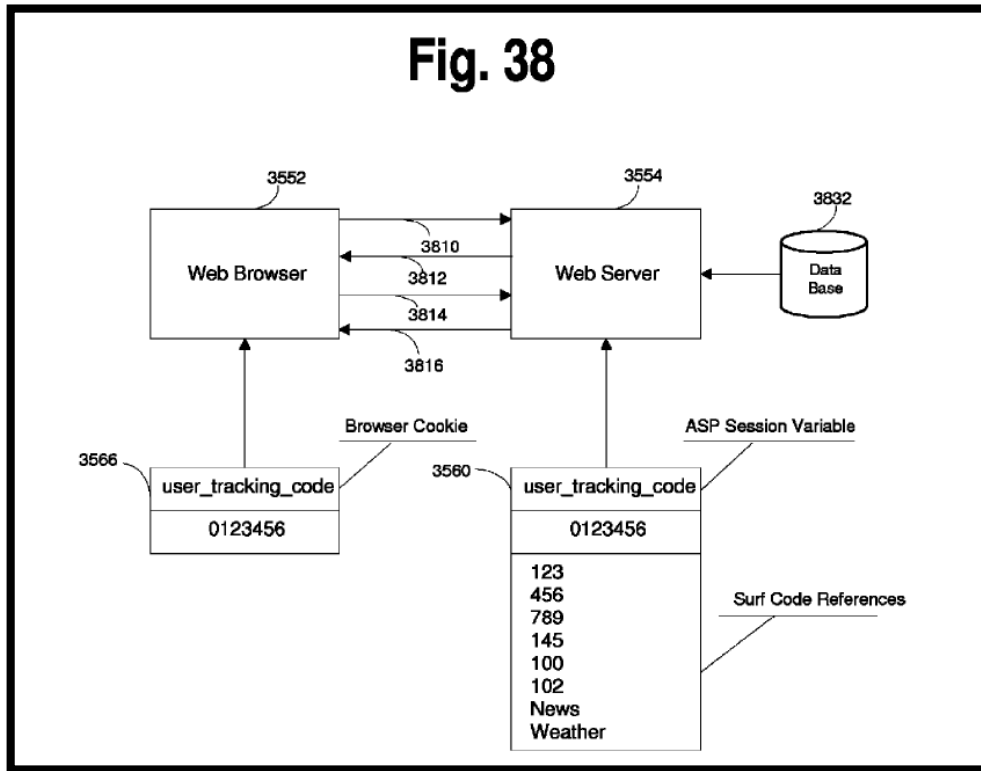 Fig. 38
3552
3554
3832
3810
Web Browser
3812
Web Server
Data
Base
3814
3816
Browser Cookie
ASP Session Variable
3566
user_tracking_code
3560
user_tracking_code
0123456
0123456
123
456
789
145
100
102
News
Weather
Surf Code References